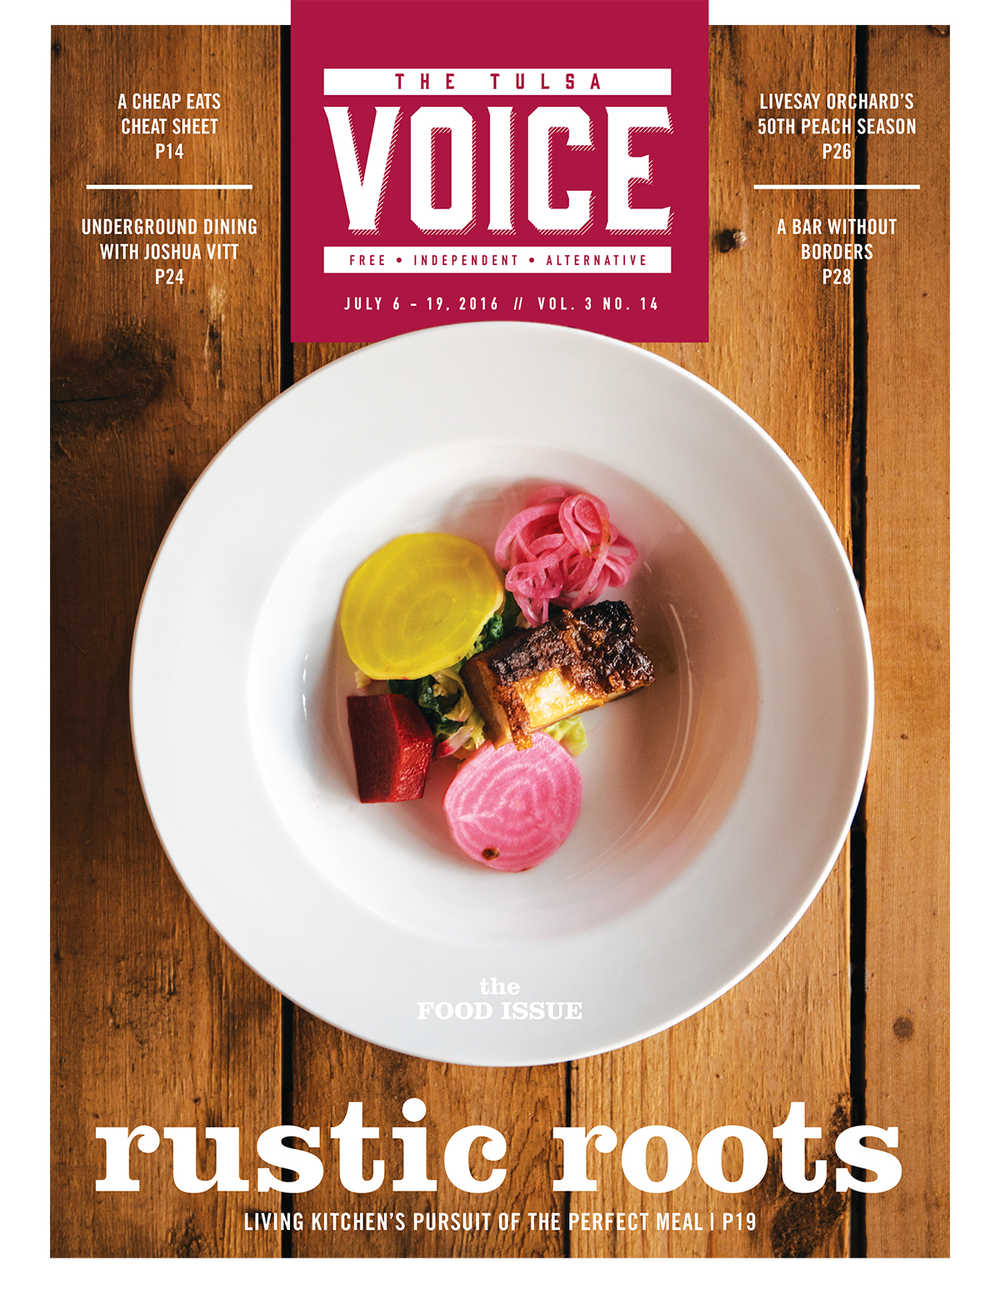 THE TULSA
VOICE
FREE • INDEPENDENT • ALTERNATIVE
JULY 6 – 19, 2016 // VOL. 3 NO. 14
A CHEAP EATS
CHEAT SHEET
P14
UNDERGROUND DINING
WITH JOSHUA VITT
P24
LIVESAY ORCHARD'S
50TH PEACH SEASON
P26
A BAR WITHOUT
BORDERS
P28
the
FOOD ISSUE
rustic roots
LIVING KITCHEN'S PURSUIT OF THE PERFECT MEAL | P19